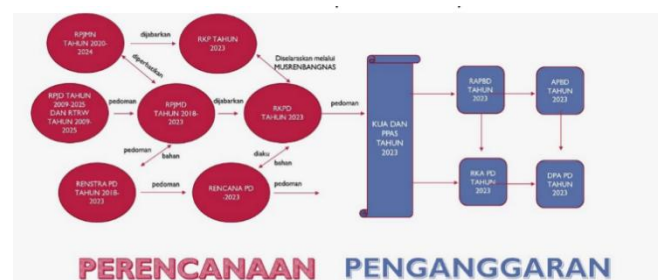 RPJMN
TAHUN 2020-
2024
dijabarkan
RKP TAHUN
2023
diperhatikan
Diselaraskan melalui
MUSRENBANGNAS
RPJD TAHUN
2009-2025
DAN RTRW
TAHUN 2009-
2025
pedoman
RPJMD
TAHUN 2018-
2023
dijabarkan
RKPD
TAHUN 2023
pedoman
pedoman
bahan
diaku
bahan
RENSTRA PD
TAHUN 2018-
2023
pedoman
RENCANA PD
-2023
pedoman
KUA DAN
PPAS
TAHUN
2023
RAPBD
TAHUN
2023
APBD
TAHUN
2023
RKA PD
TAHUN
2023
DPA PD
TAHUN
2023
PERENCANAAN
PENGANGGARAN